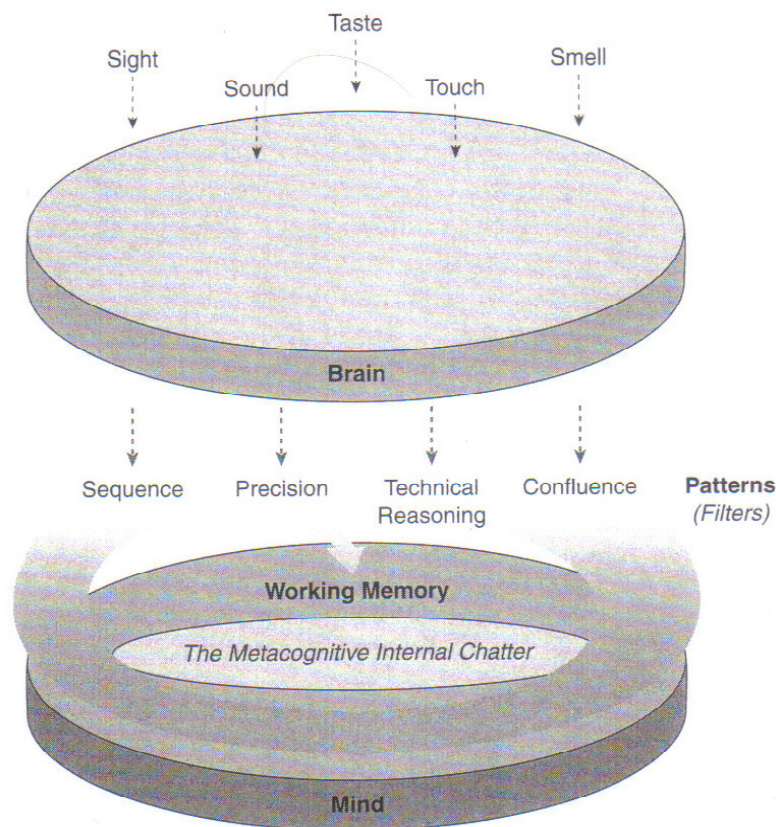 Taste
Sight
Smell
Sound
Touch
Brain
Sequence
Precision
Technical
Reasoning
Confluence
Patterns
(Filters)
Working Memory
The Metacognitive Internal Chatter
Mind